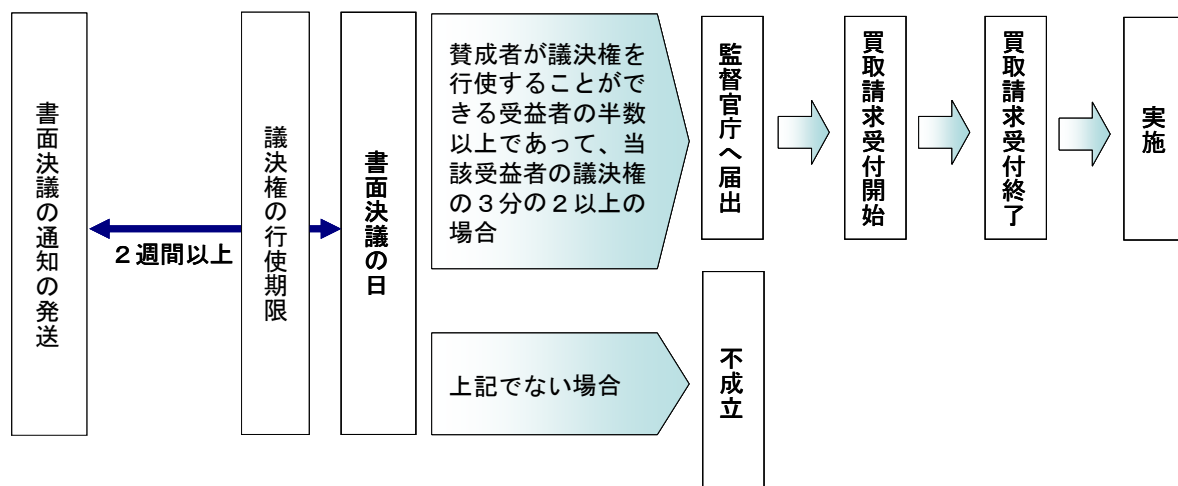 書面決議の通知の発送
２週間以上
議決権の行使期限
書面決議の日
賛成者が議決権を
行使することがで
きる受益者の半数
以上であって、当
該受益者の議決権
の３分の２以上の
場合
監督官庁へ届出
買取請求受付開始
買取請求受付終了
実施
上記でない場合
不成立